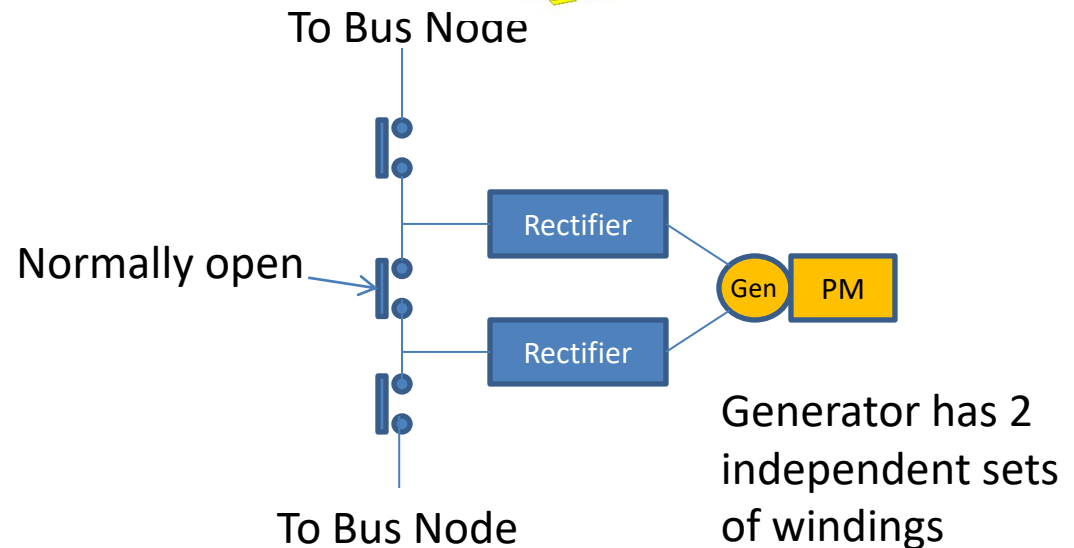 To Bus Node
Rectifier
Normally open
Gen
PM
Rectifier
Generator has 2
independent sets
of windings
To Bus Node